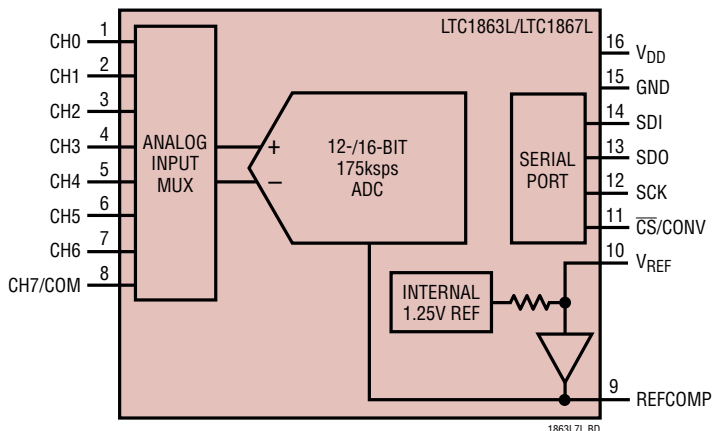 LTC1863L/LTC1867L
CH0 1
CH1 2
CH2 3
CH3 4
CH4 5
CH5 6
CH6 7
CH7/COM 8
ANALOG
INPUT
MUX
+
–
12-/16-BIT
175ksps
ADC
SERIAL
PORT
INTERNAL
1.25V REF
16 VDD
15 GND
14 SDI
13 SDO
12 SCK
11 C̅S̅/CONV
10 VREF
9 REFCOMP
1863L7L BD